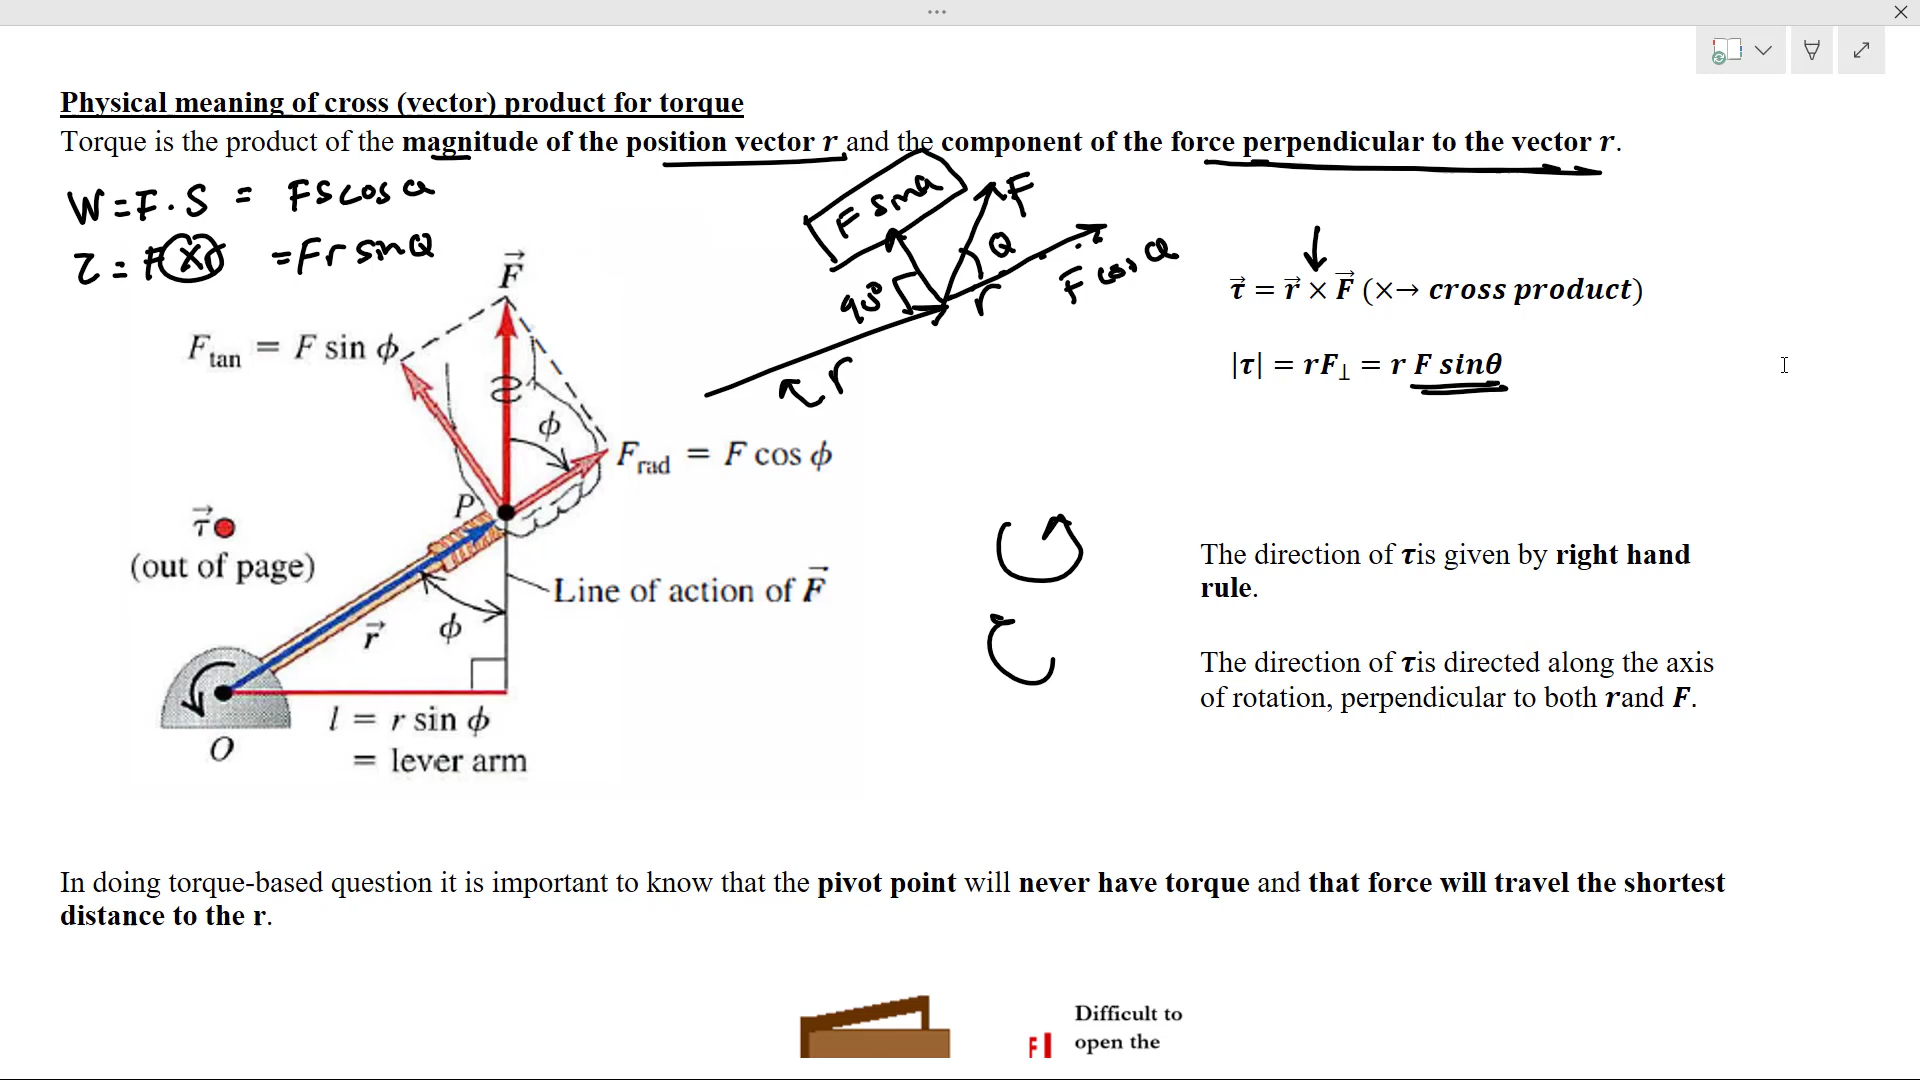 Physical meaning of cross (vector) product for torque
Torque is the product of the magnitude of the position vector r and the component of the force perpendicular to the vector r.
W = F . S = F S cos θ
τ = F × r = F r sin θ
F sin θ
F
θ
F cos θ
90°
r
r
F⃗
F_tan = F sin ϕ
ϕ
F_rad = F cos ϕ
P
τ⃗
(out of page)
Line of action of F⃗
r⃗
ϕ
l = r sin ϕ
= lever arm
O
τ⃗ = r⃗ × F⃗ (×→ cross product)
|τ| = rF⊥ = r F sinθ
The direction of τis given by right hand
rule.
The direction of τis directed along the axis
of rotation, perpendicular to both rand F.
In doing torque-based question it is important to know that the pivot point will never have torque and that force will travel the shortest
distance to the r.
F
Difficult to
open the